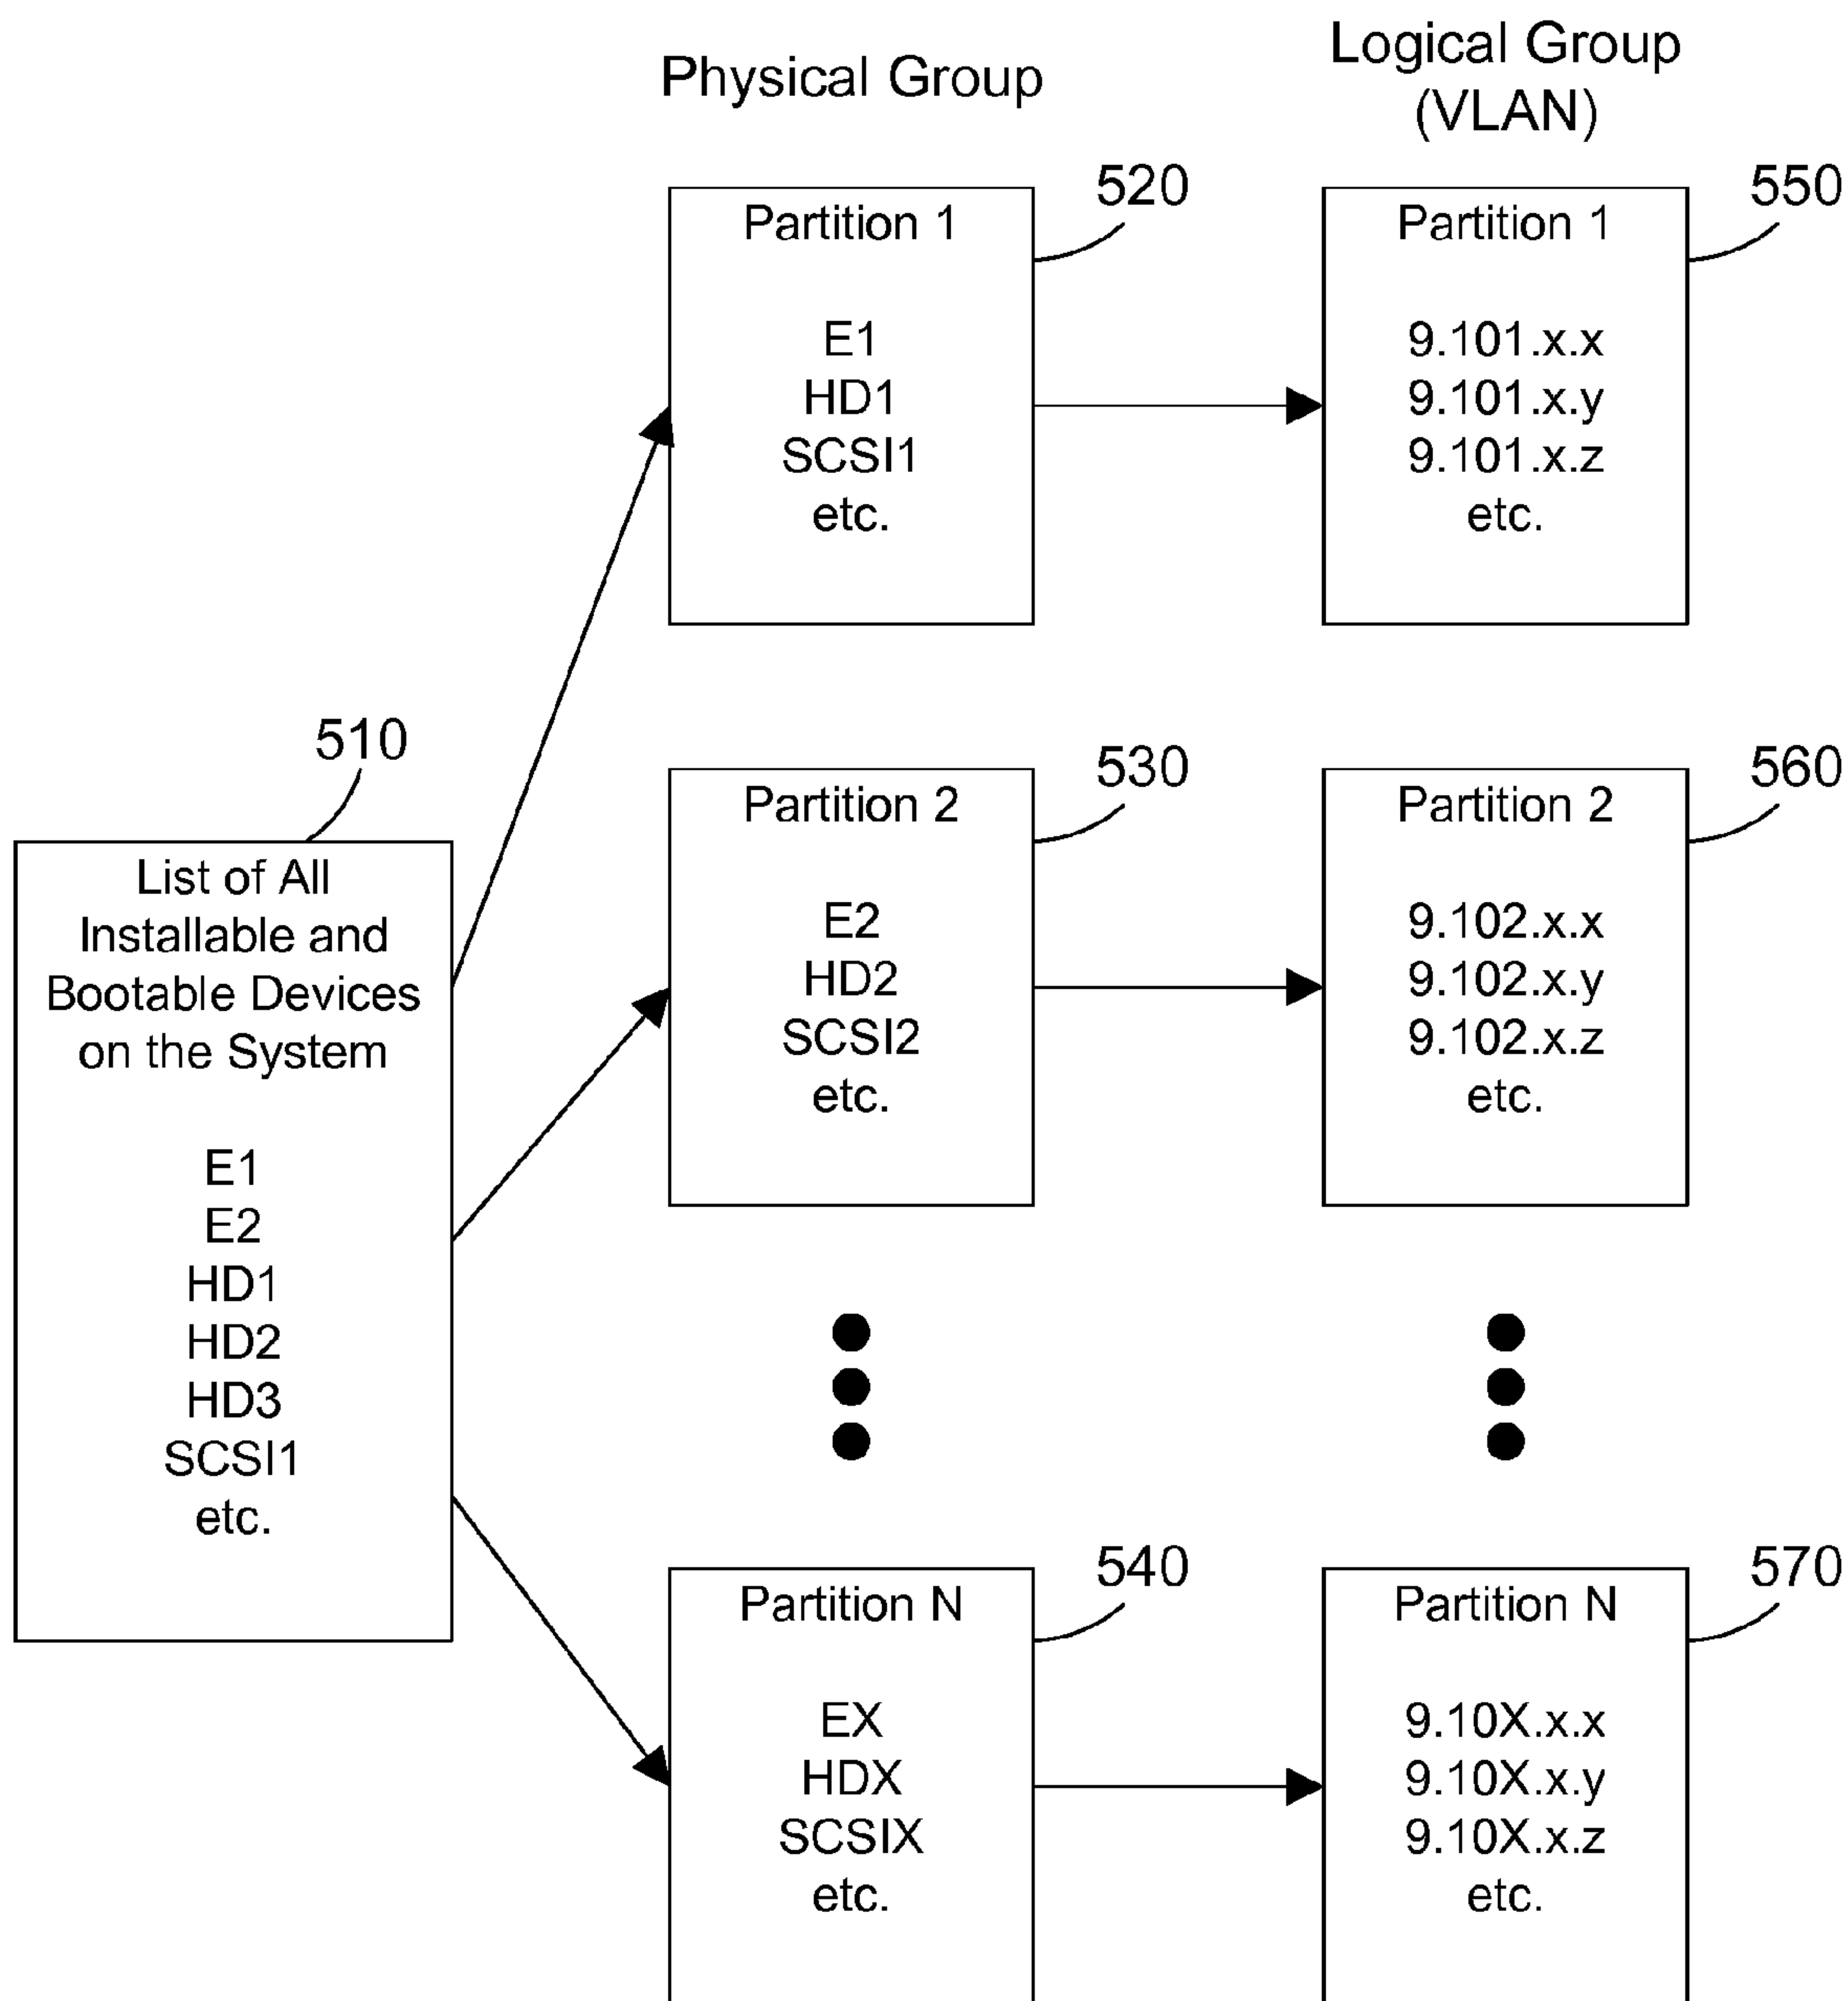 Physical Group
Logical Group
(VLAN)
520
Partition 1
E1
HD1
SCSI1
etc.
550
Partition 1
9.101.x.x
9.101.x.y
9.101.x.z
etc.
510
List of All
Installable and
Bootable Devices
on the System
E1
E2
HD1
HD2
HD3
SCSI1
etc.
530
Partition 2
E2
HD2
SCSI2
etc.
560
Partition 2
9.102.x.x
9.102.x.y
9.102.x.z
etc.
540
Partition N
EX
HDX
SCSIX
etc.
570
Partition N
9.10X.x.x
9.10X.x.y
9.10X.x.z
etc.